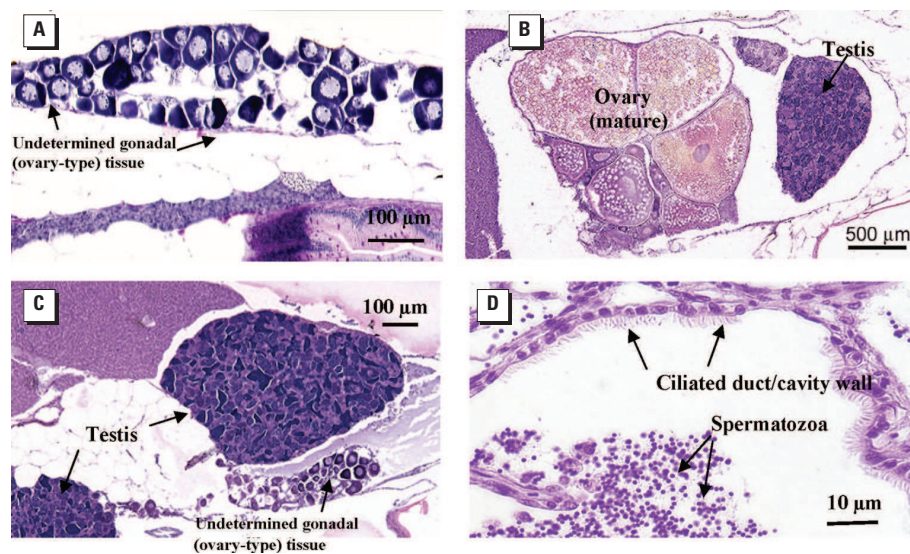 A
Undetermined gonadal
(ovary-type) tissue
100 µm
B
Testis
Ovary
(mature)
500 µm
C
100 µm
Testis
Undetermined gonadal
(ovary-type) tissue
D
Ciliated duct/cavity wall
Spermatozoa
10 µm